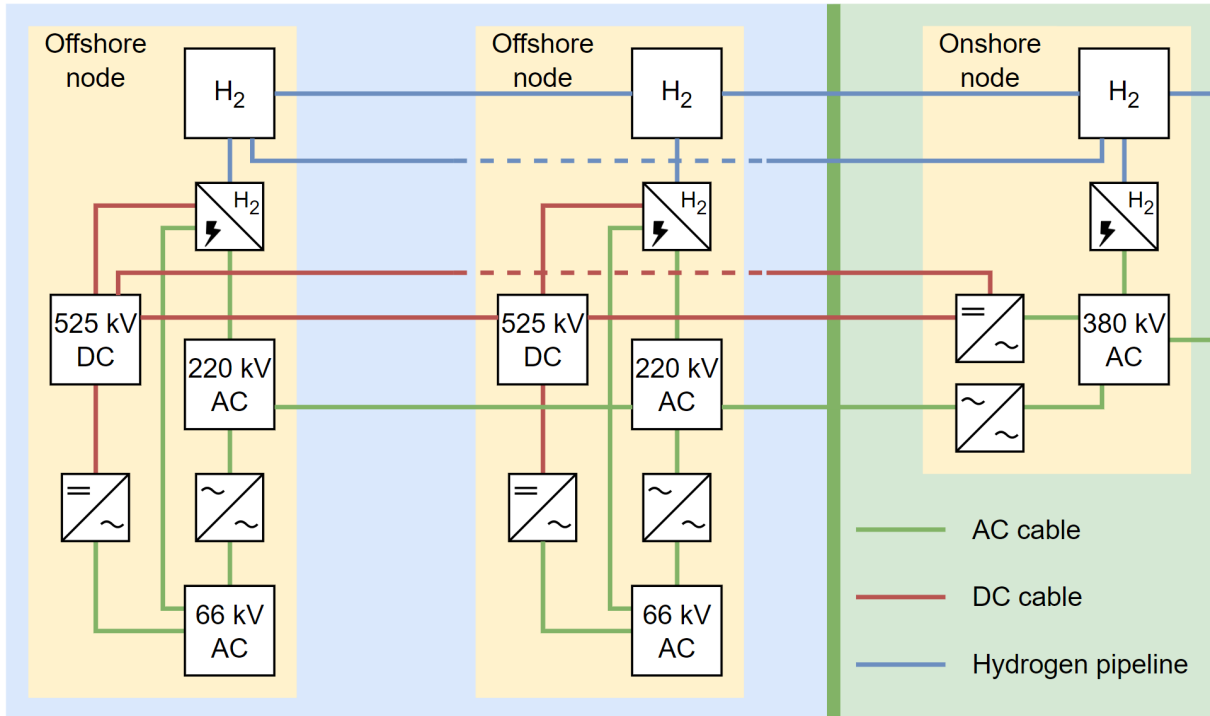 Offshore
node
H₂
H₂
525 kV
DC
220 kV
AC
66 kV
AC
Offshore
node
H₂
H₂
525 kV
DC
220 kV
AC
66 kV
AC
Onshore
node
H₂
H₂
380 kV
AC
AC cable
DC cable
Hydrogen pipeline